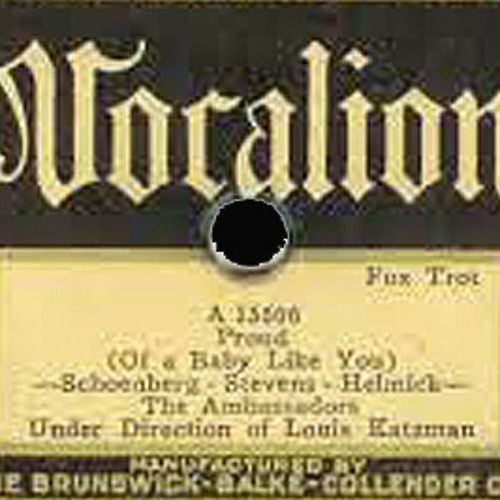 Vocalion
Fox Trot
A 15506
Proud
(Of a Baby Like You)
—Schoenberg - Stevens - Helmick—
The Ambassadors
Under Direction of Louis Katzman
MANUFACTURED BY
E BRUNSWICK-BALKE-COLLENDER C